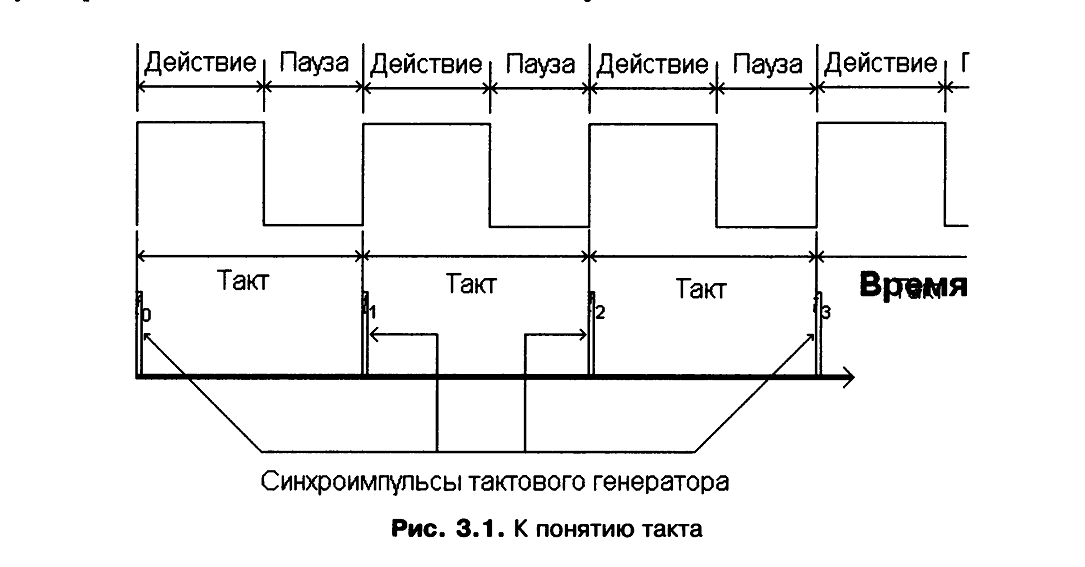 Действие Пауза Действие Пауза Действие Пауза Действие
Такт Такт Такт Такт
Время
0 1 2 3
Синхроимпульсы тактового генератора
Рис. 3.1. К понятию такта